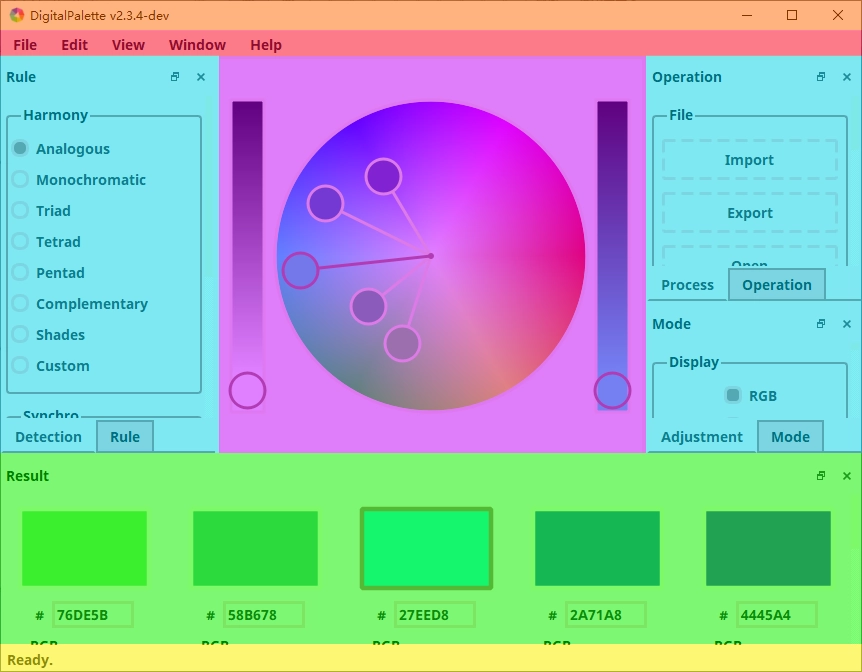 DigitalPalette v2.3.4-dev
File Edit View Window Help
Rule
Harmony
Analogous
Monochromatic
Triad
Tetrad
Pentad
Complementary
Shades
Custom
Synchro
Detection Rule
Operation
File
Import
Export
Open
Process Operation
Mode
Display
RGB
Adjustment Mode
Result
# 76DE5B # 58B678 # 27EED8 # 2A71A8 # 4445A4
RGB RGB RGB RGB RGB
Ready.